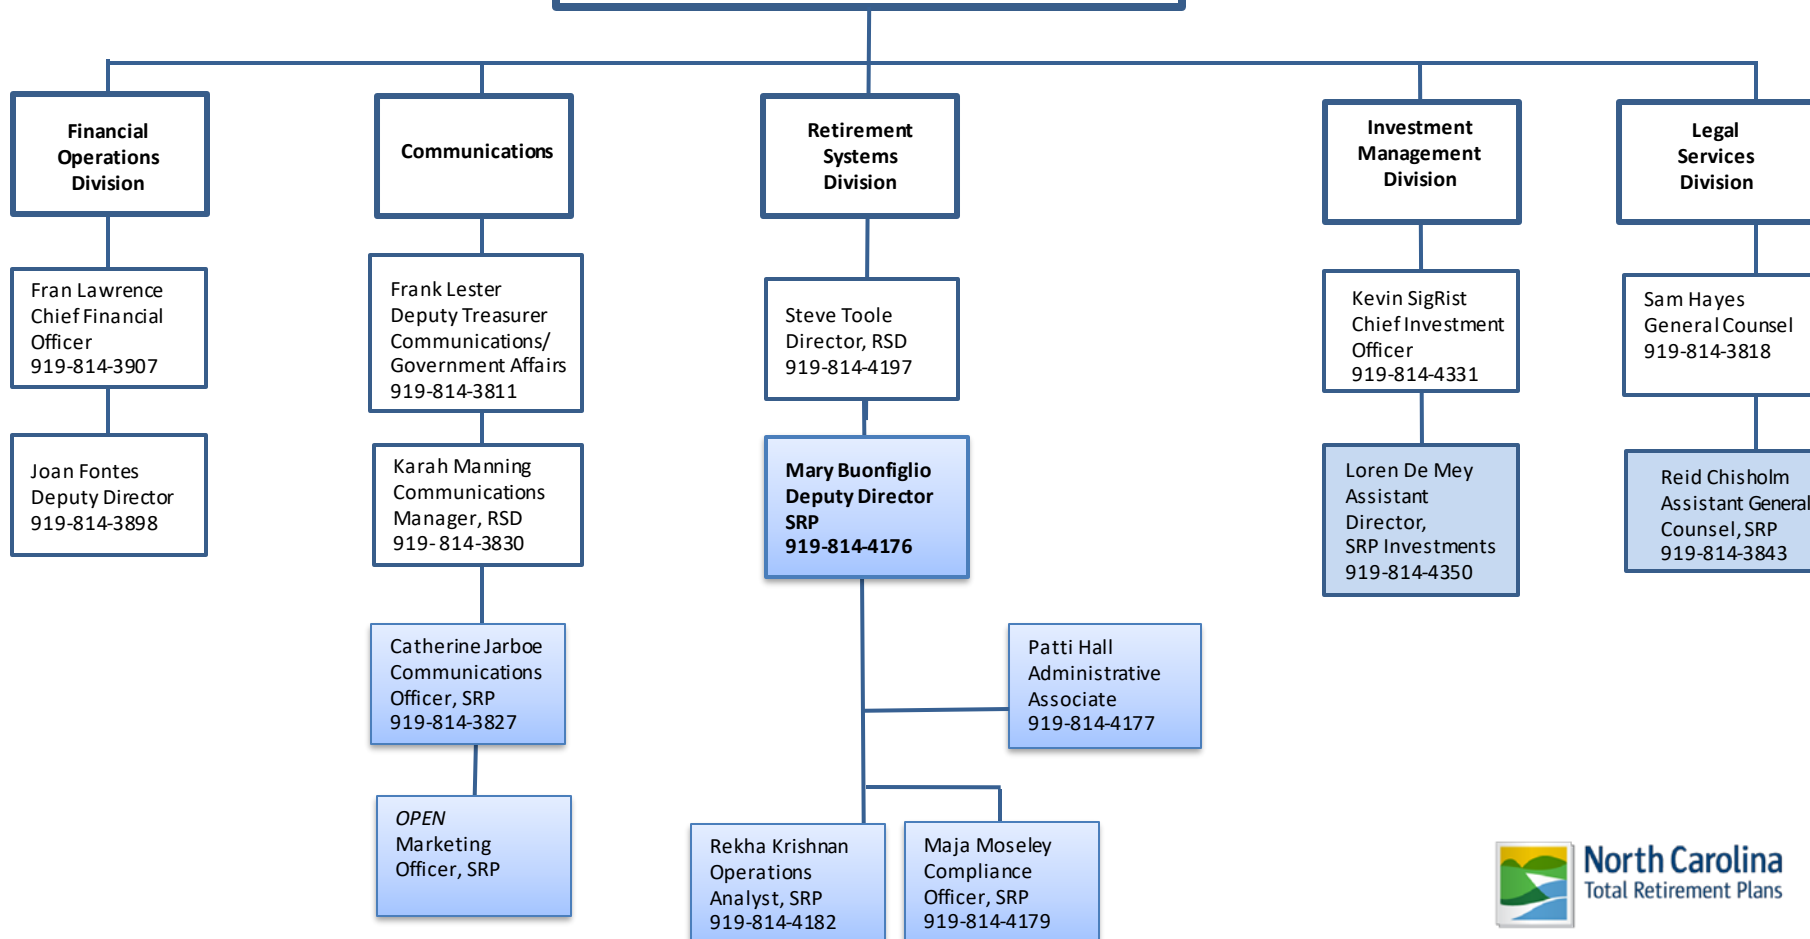 Financial
Operations
Division
Communications
Retirement
Systems
Division
Investment
Management
Division
Legal
Services
Division
Fran Lawrence
Chief Financial
Officer
919-814-3907
Frank Lester
Deputy Treasurer
Communications/
Government Affairs
919-814-3811
Steve Toole
Director, RSD
919-814-4197
Kevin SigRist
Chief Investment
Officer
919-814-4331
Sam Hayes
General Counsel
919-814-3818
Joan Fontes
Deputy Director
919-814-3898
Karah Manning
Communications
Manager, RSD
919- 814-3830
Mary Buonfiglio
Deputy Director
SRP
919-814-4176
Loren De Mey
Assistant
Director,
SRP Investments
919-814-4350
Reid Chisholm
Assistant General
Counsel, SRP
919-814-3843
Catherine Jarboe
Communications
Officer, SRP
919-814-3827
Patti Hall
Administrative
Associate
919-814-4177
OPEN
Marketing
Officer, SRP
Rekha Krishnan
Operations
Analyst, SRP
919-814-4182
Maja Moseley
Compliance
Officer, SRP
919-814-4179
North Carolina
Total Retirement Plans